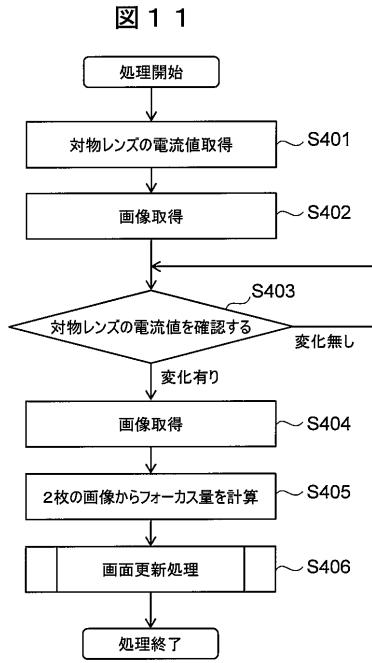 図１１
処理開始
対物レンズの電流値取得
S401
画像取得
S402
S403
対物レンズの電流値を確認する
変化無し
変化有り
画像取得
S404
２枚の画像からフォーカス量を計算
S405
画面更新処理
S406
処理終了